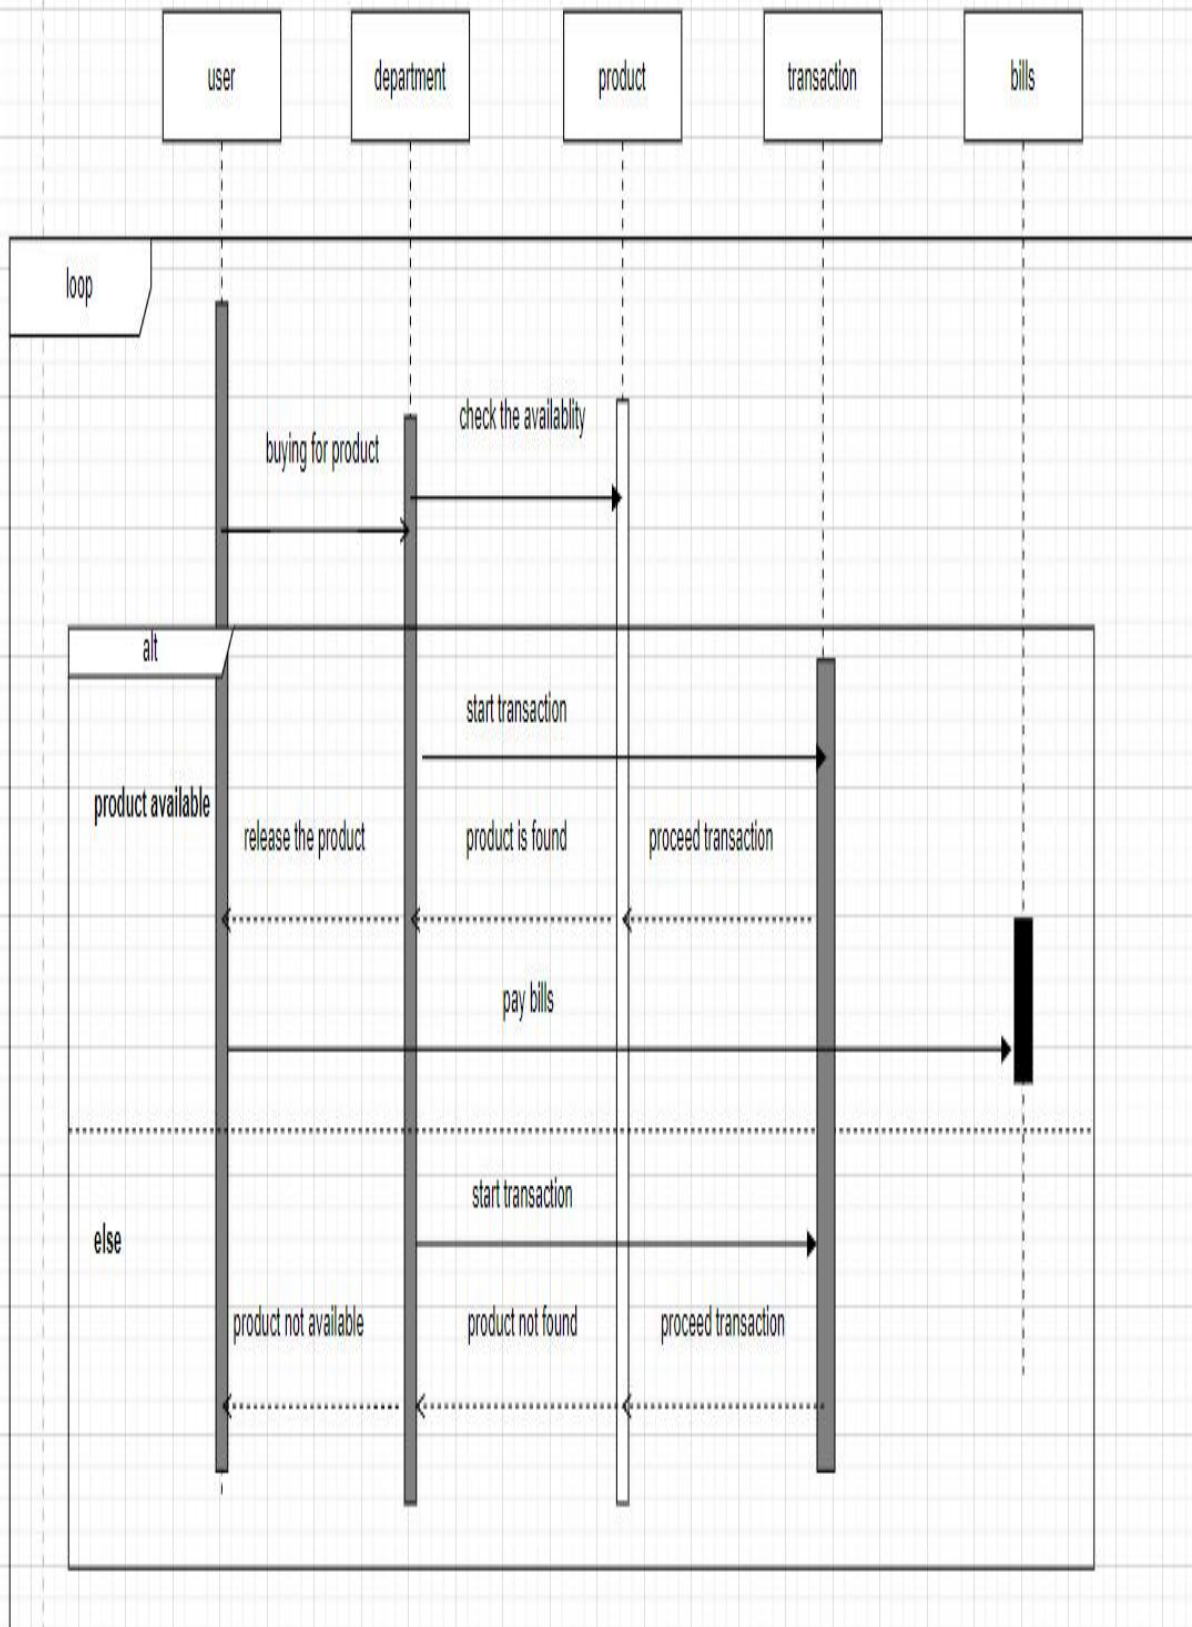 user
department
product
transaction
bills
loop
check the availablity
buying for product
alt
start transaction
product available
release the product
product is found
proceed transaction
pay bills
start transaction
else
product not available
product not found
proceed transaction